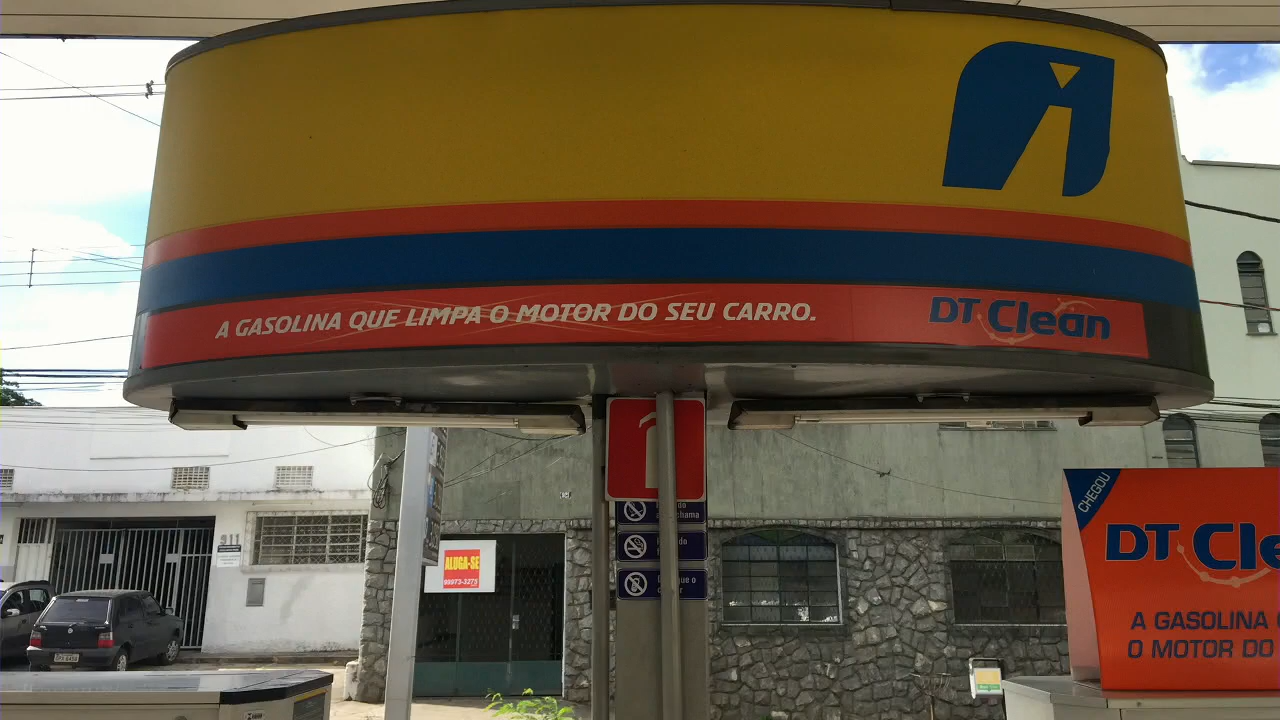 A GASOLINA QUE LIMPA O MOTOR DO SEU CARRO.
DT Clean
CHEGOU
DT Cle
A GASOLINA
O MOTOR DO
911
ALUGA-SE
99973-3275
chama